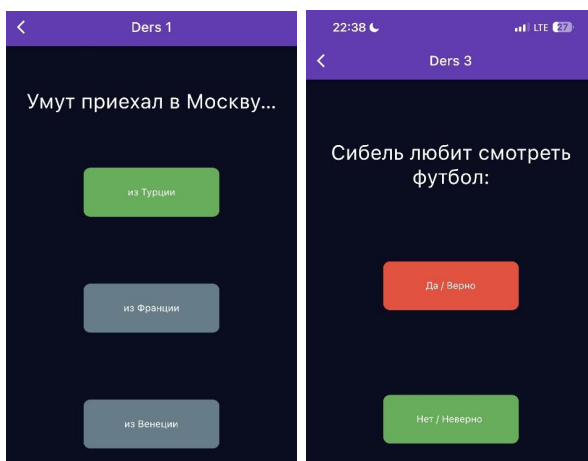 Ders 1
Умут приехал в Москву...
из Турции
из Франции
из Венеции
22:38
LTE 27
Ders 3
Сибель любит смотреть
футбол:
Да / Верно
Нет / Неверно